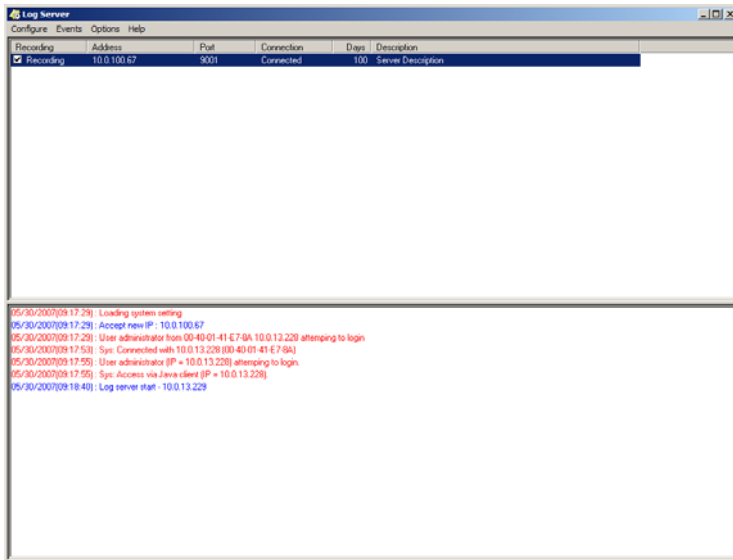 Log Server
Configure Events Options Help
Recording Address Port Connection Days Description
Recording 10.0.100.67 9001 Connected 100 Server Description
05/30/2007(09:17:29) : Loading system setting
05/30/2007(09:17:29) : Accept new IP : 10.0.100.67
05/30/2007(09:17:29) : User administrator from 00-40-01-41-E7-8A 10.0.13.228 attemping to login
05/30/2007(09:17:53) : Sys: Connected with 10.0.13.228 (00-40-01-41-E7-8A)
05/30/2007(09:17:55) : User administrator (IP = 10.0.13.228) attemping to login.
05/30/2007(09:17:55) : Sys: Access via Java client (IP = 10.0.13.228).
05/30/2007(09:18:40) : Log server start - 10.0.13.229